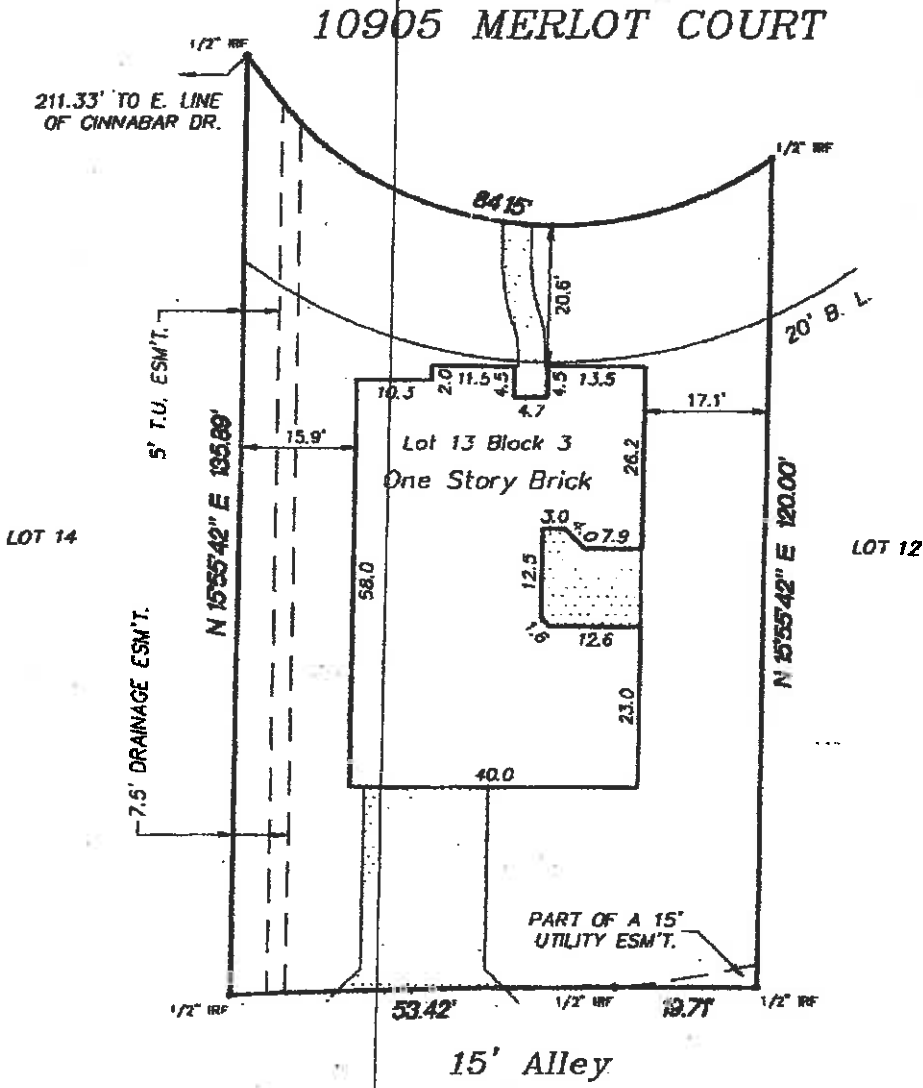 10905 MERLOT COURT
1/2" IRF
211.33' TO E. LINE
OF CINNABAR DR.
1/2" IRF
84.15'
20.6'
20' B. L.
5' T.U. ESM'T.
10.3
2.0
11.5
4.5
4.7
4.5
13.5
17.1'
15.9'
Lot 13 Block 3
One Story Brick
26.2
N 15°55'42" E 135.89'
LOT 14
3.0
7.9
LOT 12
58.0
12.5
N 15°55'42" E 120.00'
1.6
12.6
7.5' DRAINAGE ESM'T.
23.0
40.0
PART OF A 15'
UTILITY ESM'T.
1/2" IRF
53.42'
1/2" IRF
19.71'
1/2" IRF
15' Alley